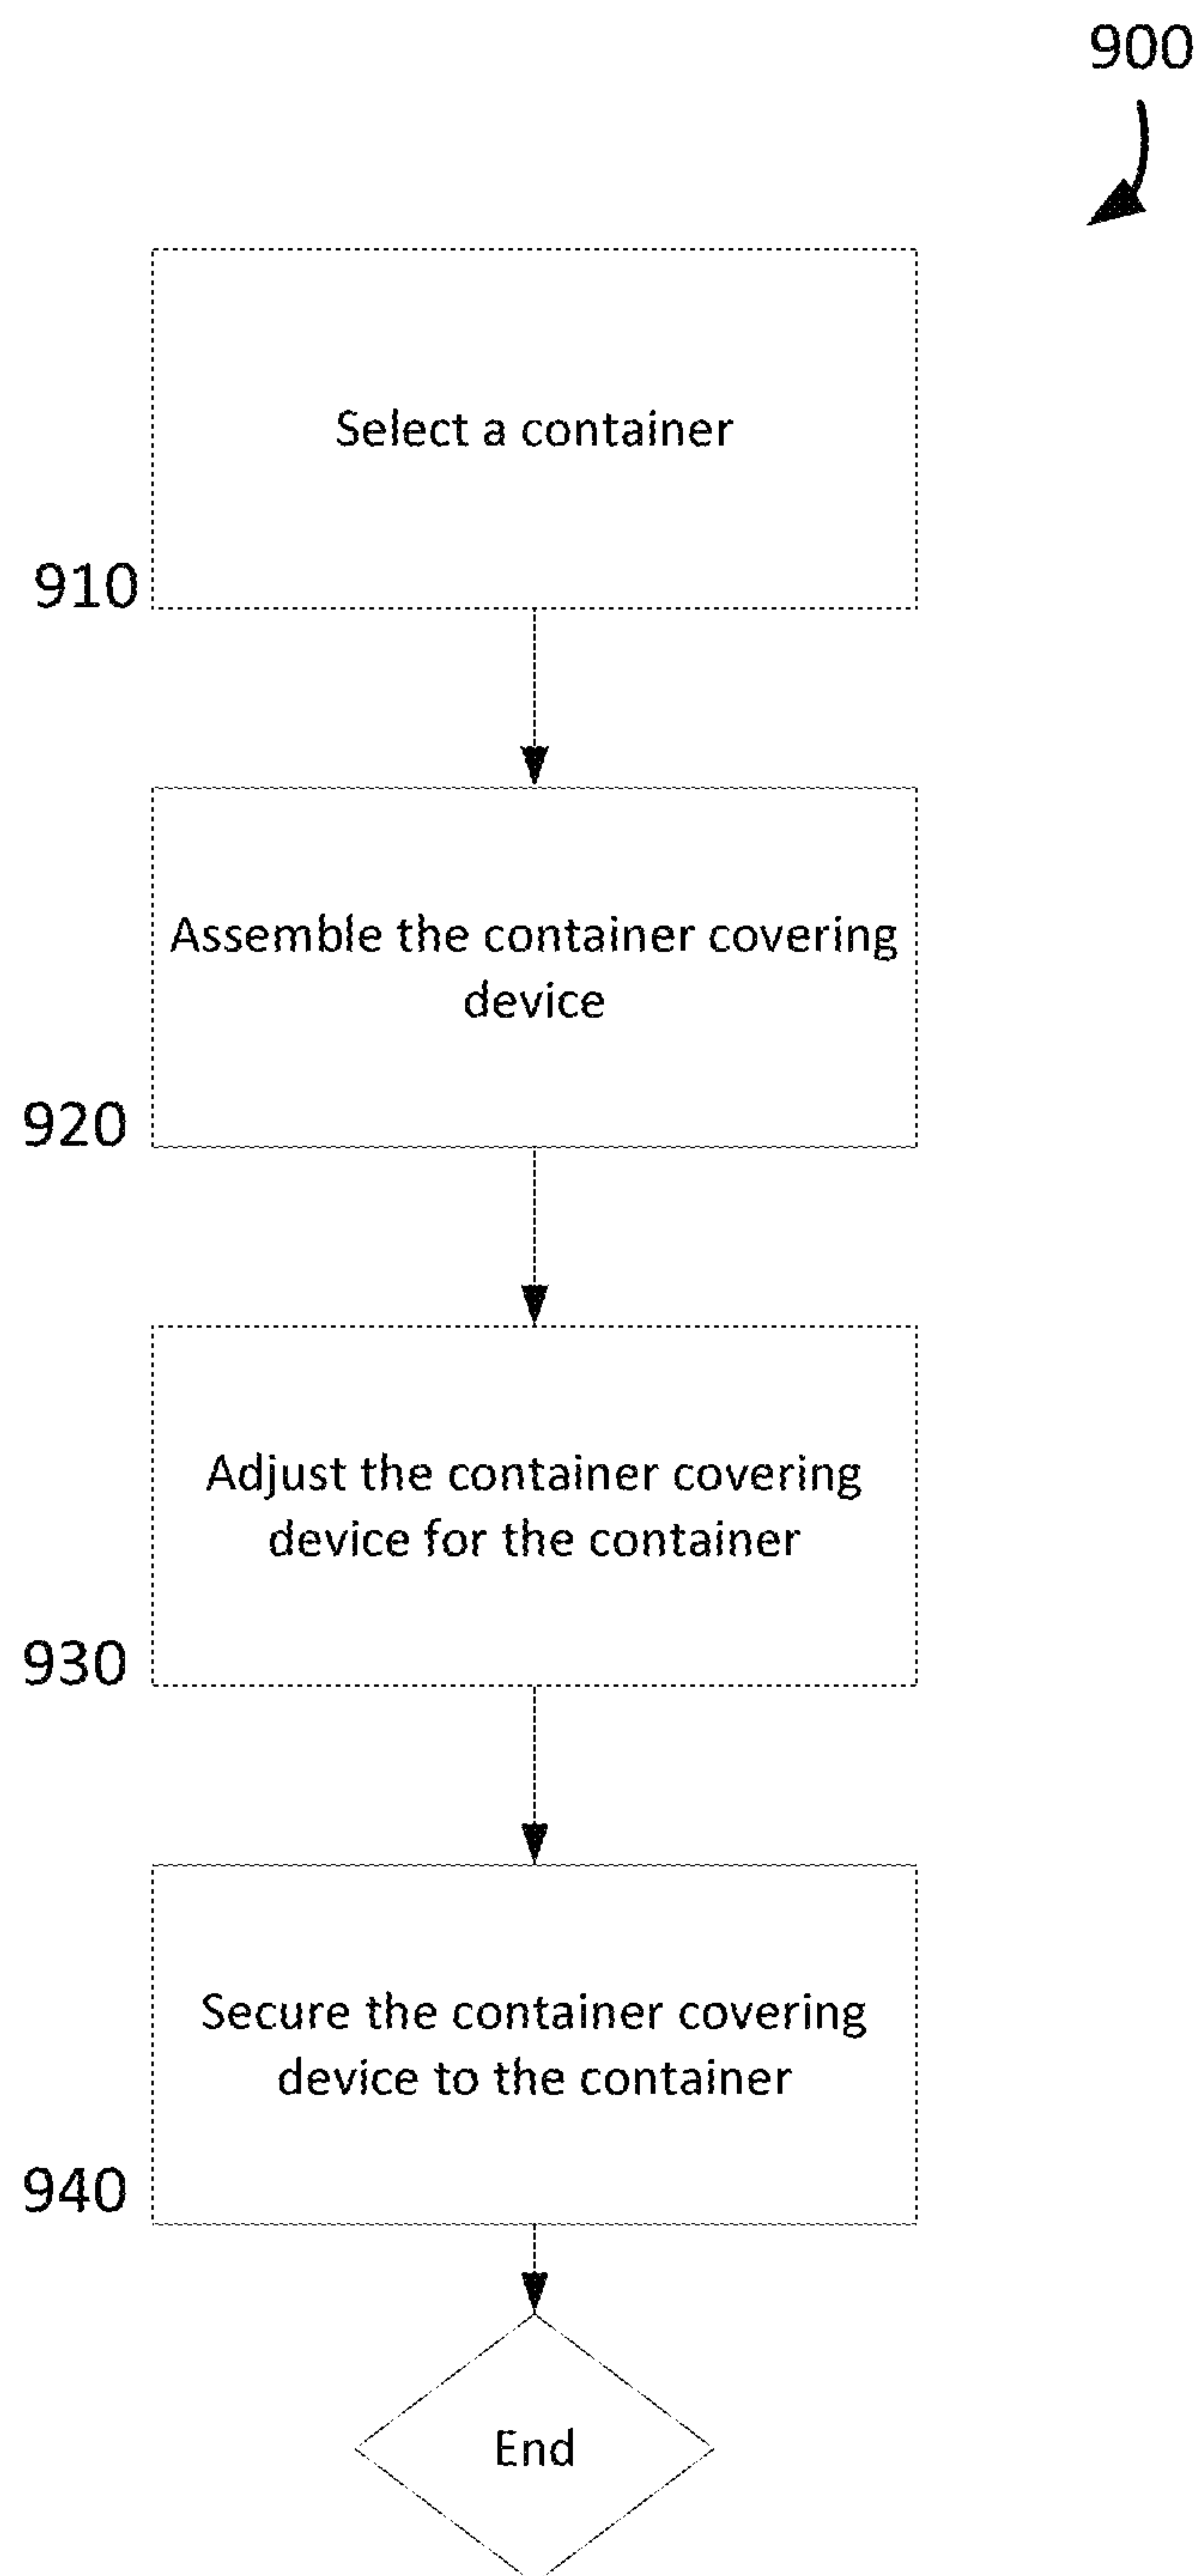 900
Select a container
910
Assemble the container covering
device
920
Adjust the container covering
device for the container
930
Secure the container covering
device to the container
940
End